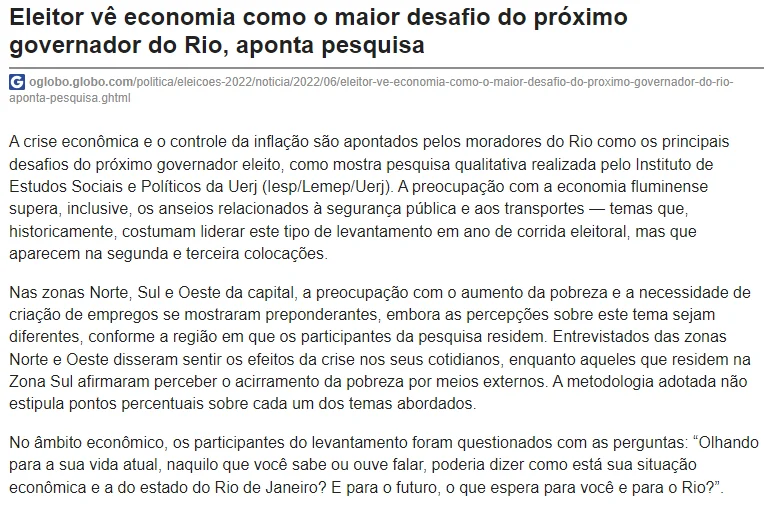 Eleitor vê economia como o maior desafio do próximo
governador do Rio, aponta pesquisa
G oglobo.globo.com/politica/eleicoes-2022/noticia/2022/06/eleitor-ve-economia-como-o-maior-desafio-do-proximo-governador-do-rio-
aponta-pesquisa.ghtml
A crise econômica e o controle da inflação são apontados pelos moradores do Rio como os principais
desafios do próximo governador eleito, como mostra pesquisa qualitativa realizada pelo Instituto de
Estudos Sociais e Políticos da Uerj (Iesp/Lemep/Uerj). A preocupação com a economia fluminense
supera, inclusive, os anseios relacionados à segurança pública e aos transportes — temas que,
historicamente, costumam liderar este tipo de levantamento em ano de corrida eleitoral, mas que
aparecem na segunda e terceira colocações.
Nas zonas Norte, Sul e Oeste da capital, a preocupação com o aumento da pobreza e a necessidade de
criação de empregos se mostraram preponderantes, embora as percepções sobre este tema sejam
diferentes, conforme a região em que os participantes da pesquisa residem. Entrevistados das zonas
Norte e Oeste disseram sentir os efeitos da crise nos seus cotidianos, enquanto aqueles que residem na
Zona Sul afirmaram perceber o acirramento da pobreza por meios externos. A metodologia adotada não
estipula pontos percentuais sobre cada um dos temas abordados.
No âmbito econômico, os participantes do levantamento foram questionados com as perguntas: “Olhando
para a sua vida atual, naquilo que você sabe ou ouve falar, poderia dizer como está sua situação
econômica e a do estado do Rio de Janeiro? E para o futuro, o que espera para você e para o Rio?”.